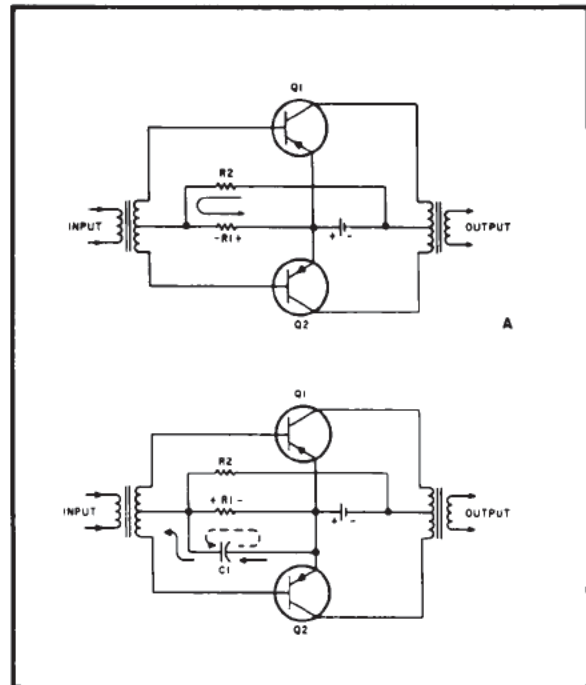 Q1
R2
INPUT
- R1 +
+ -
OUTPUT
Q2
A
Q1
R2
INPUT
+ R1 -
+ -
OUTPUT
C1
Q2